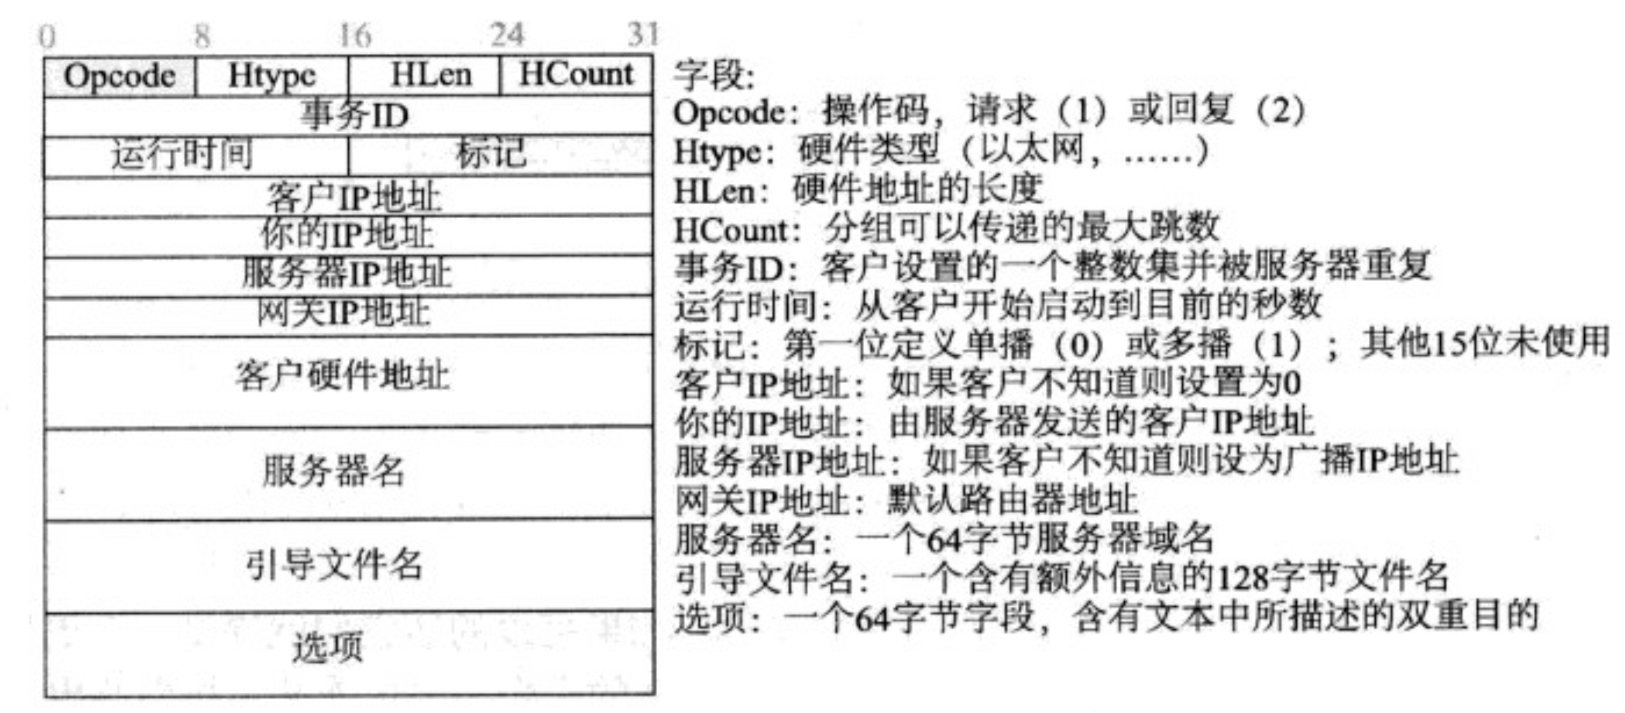 0 8 16 24 31
Opcode Htype HLen HCount
事务ID
运行时间 标记
客户IP地址
你的IP地址
服务器IP地址
网关IP地址
客户硬件地址
服务器名
引导文件名
选项
字段:
Opcode: 操作码, 请求 (1) 或回复 (2)
Htype: 硬件类型 (以太网, ……)
HLen: 硬件地址的长度
HCount: 分组可以传递的最大跳数
事务ID: 客户设置的一个整数集并被服务器重复
运行时间: 从客户开始启动到目前的秒数
标记: 第一位定义单播 (0) 或多播 (1) ; 其他15位未使用
客户IP地址: 如果客户不知道则设置为0
你的IP地址: 由服务器发送的客户IP地址
服务器IP地址: 如果客户不知道则设为广播IP地址
网关IP地址: 默认路由器地址
服务器名: 一个64字节服务器域名
引导文件名: 一个含有额外信息的128字节文件名
选项: 一个64字节字段, 含有文本中所描述的双重目的